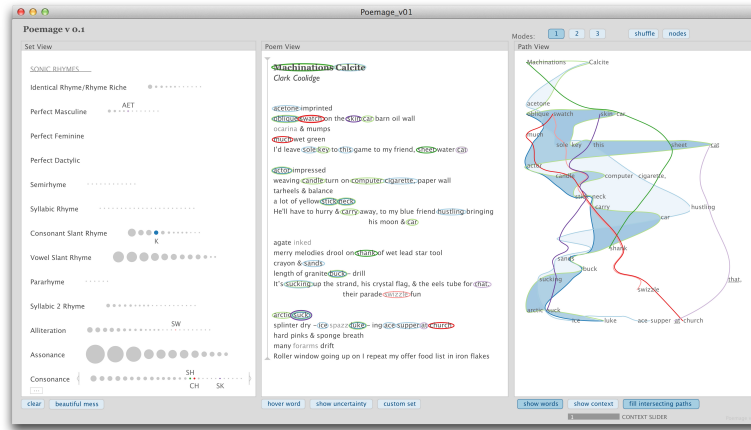 Poemage_v01
Poemage v 0.1
Modes: 1 2 3 shuffle nodes
Set View
SONIC RHYMES
Identical Rhyme/Rhyme Riche
AET
Perfect Masculine
Perfect Feminine
Perfect Dactylic
Semirhyme
Syllabic Rhyme
Consonant Slant Rhyme
K
Vowel Slant Rhyme
Pararhyme
Syllabic 2 Rhyme
SW
Alliteration
Assonance
SH
Consonance
CH SK
clear beautiful mess
Poem View
Machinations Calcite
Clark Coolidge
acetone imprinted
oblique swatch on the skin car barn oil wall
ocarina & mumps
much wet green
I'd leave sole key to this game to my friend, sheet water cat
actor impressed
weaving candle turn on computer cigarette, paper wall
tarheels & balance
a lot of yellow stick neck
He'll have to hurry & carry away, to my blue friend hustling bringing
his moon & car
agate inked
merry melodies drool on shank of wet lead star tool
crayon & sands
length of granite buck – drill
It's sucking up the strand, his crystal flag, & the eels tube for that,
their parade swizzle fun
arctic suck
splinter dry – ice spazz luke – ing ace-supper at church
hard pinks & sponge breath
many forarms drift
Roller window going up on I repeat my offer food list in iron flakes
hover word show uncertainty custom set
Path View
Machinations Calcite
acetone
oblique swatch skin car
much
sole key this sheet cat
actor
candle computer cigarette,
stick neck
carry hustling
car
shank
sands
buck
sucking that,
swizzle
arctic suck
ice luke ace-supper at church
show words show context fill intersecting paths
1 CONTEXT SLIDER